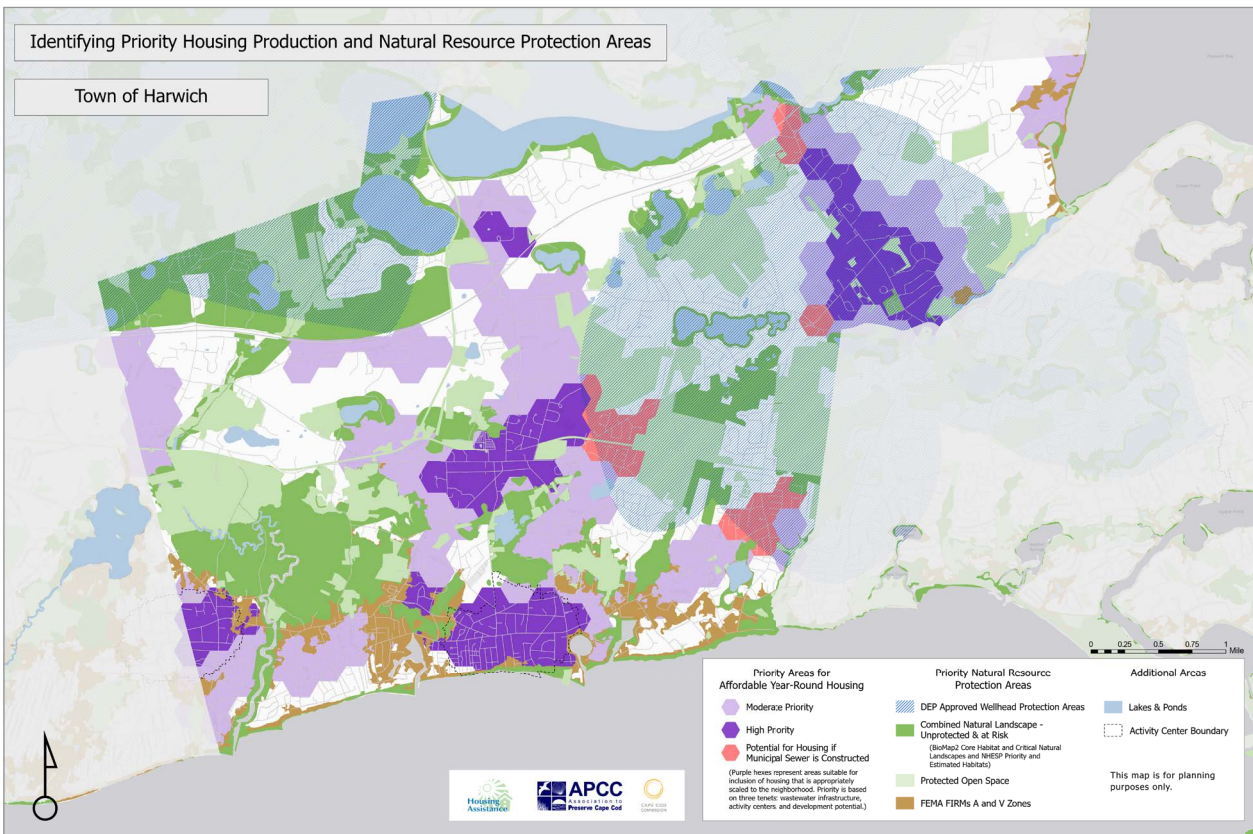 Identifying Priority Housing Production and Natural Resource Protection Areas
Town of Harwich
0 0.25 0.5 0.75 1
Mile
Priority Areas for
Affordable Year-Round Housing
Moderate Priority
High Priority
Potential for Housing if
Municipal Sewer is Constructed
(Purple hexes represent areas suitable for
inclusion of housing that is appropriately
scaled to the neighborhood. Priority is based
on three tenets: wastewater infrastructure,
activity centers and development potential.)
Priority Natural Resource
Protection Areas
DEP Approved Wellhead Protection Areas
Combined Natural Landscape -
Unprotected & at Risk
(BioMap2 Core Habitat and Critical Natural
Landscapes and NHESP Priority and
Estimated Habitats)
Protected Open Space
FEMA FIRMs A and V Zones
Additional Areas
Lakes & Ponds
Activity Center Boundary
This map is for planning
purposes only.
Housing
Assistance
APCC
Association to
Preserve Cape Cod
CAPE COD
COMMISSION